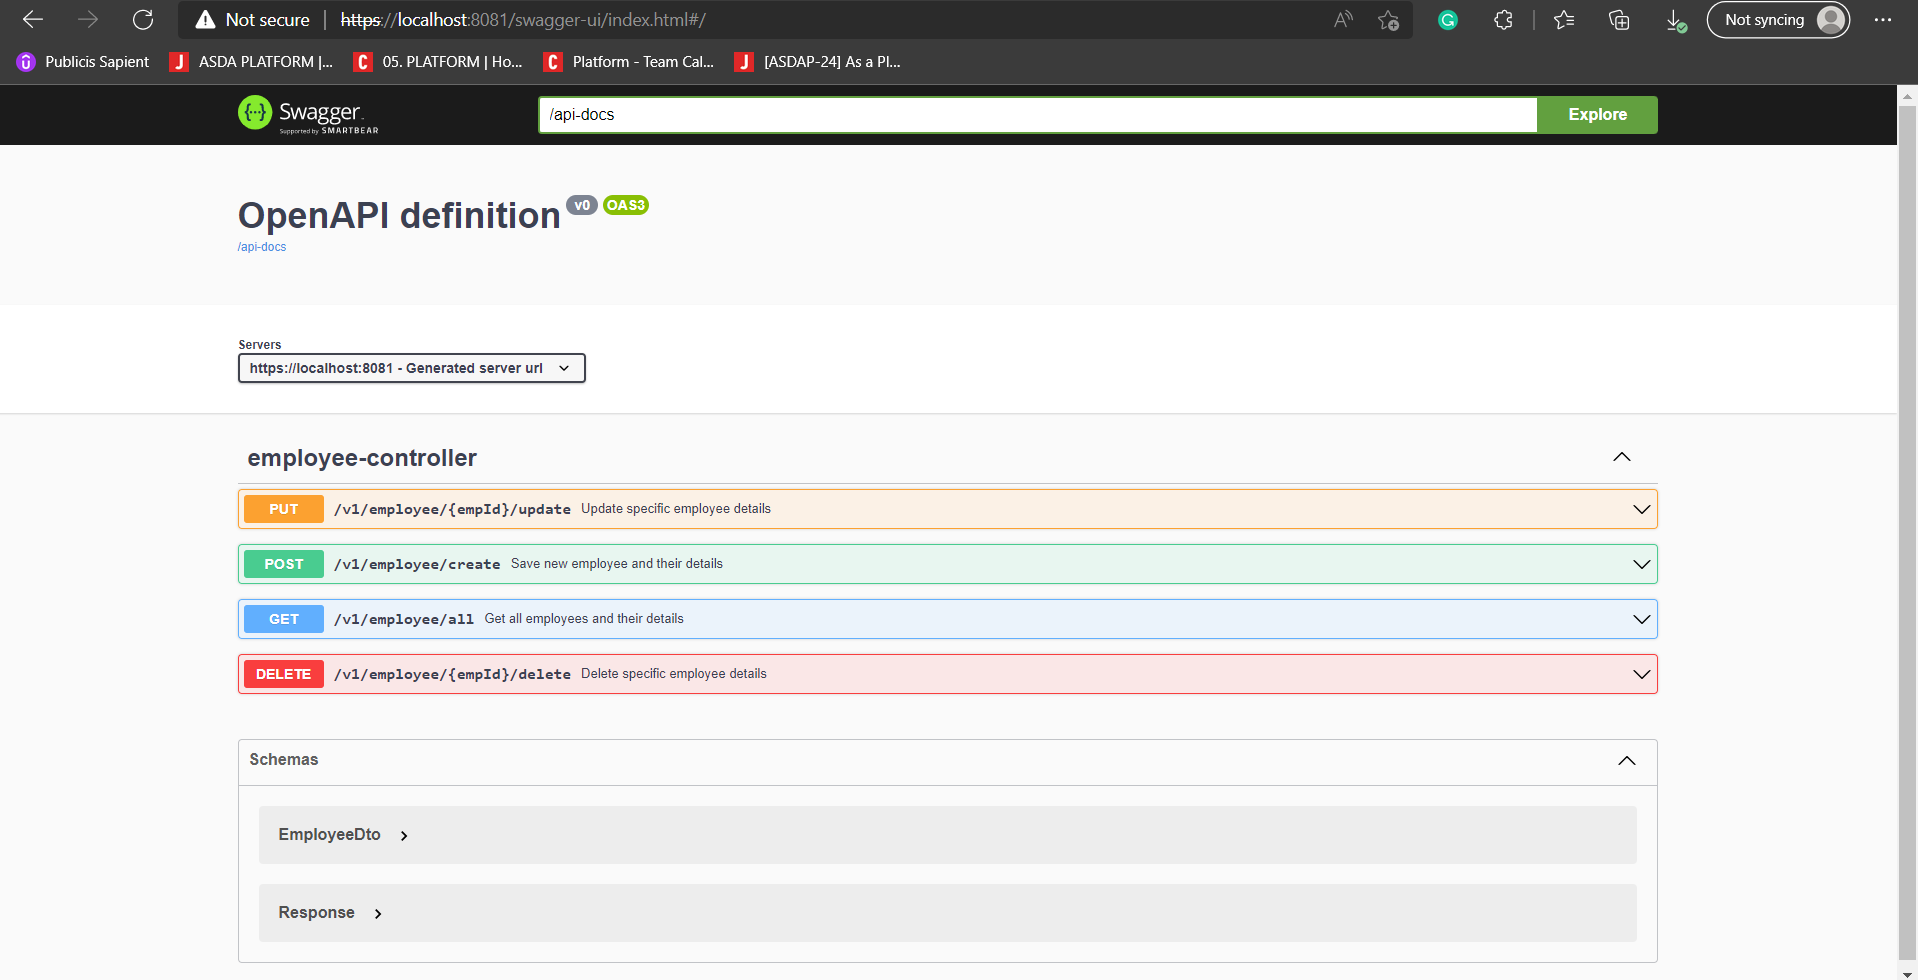 Not secure https://localhost:8081/swagger-ui/index.html#/ Not syncing
Publicis Sapient ASDA PLATFORM |... 05. PLATFORM | Ho... Platform - Team Cal... [ASDAP-24] As a Pl...
Swagger. /api-docs Explore
Supported by SMARTBEAR
OpenAPI definition v0 OAS3
/api-docs
Servers
https://localhost:8081 - Generated server url
employee-controller
PUT /v1/employee/{empId}/update Update specific employee details
POST /v1/employee/create Save new employee and their details
GET /v1/employee/all Get all employees and their details
DELETE /v1/employee/{empId}/delete Delete specific employee details
Schemas
EmployeeDto
Response